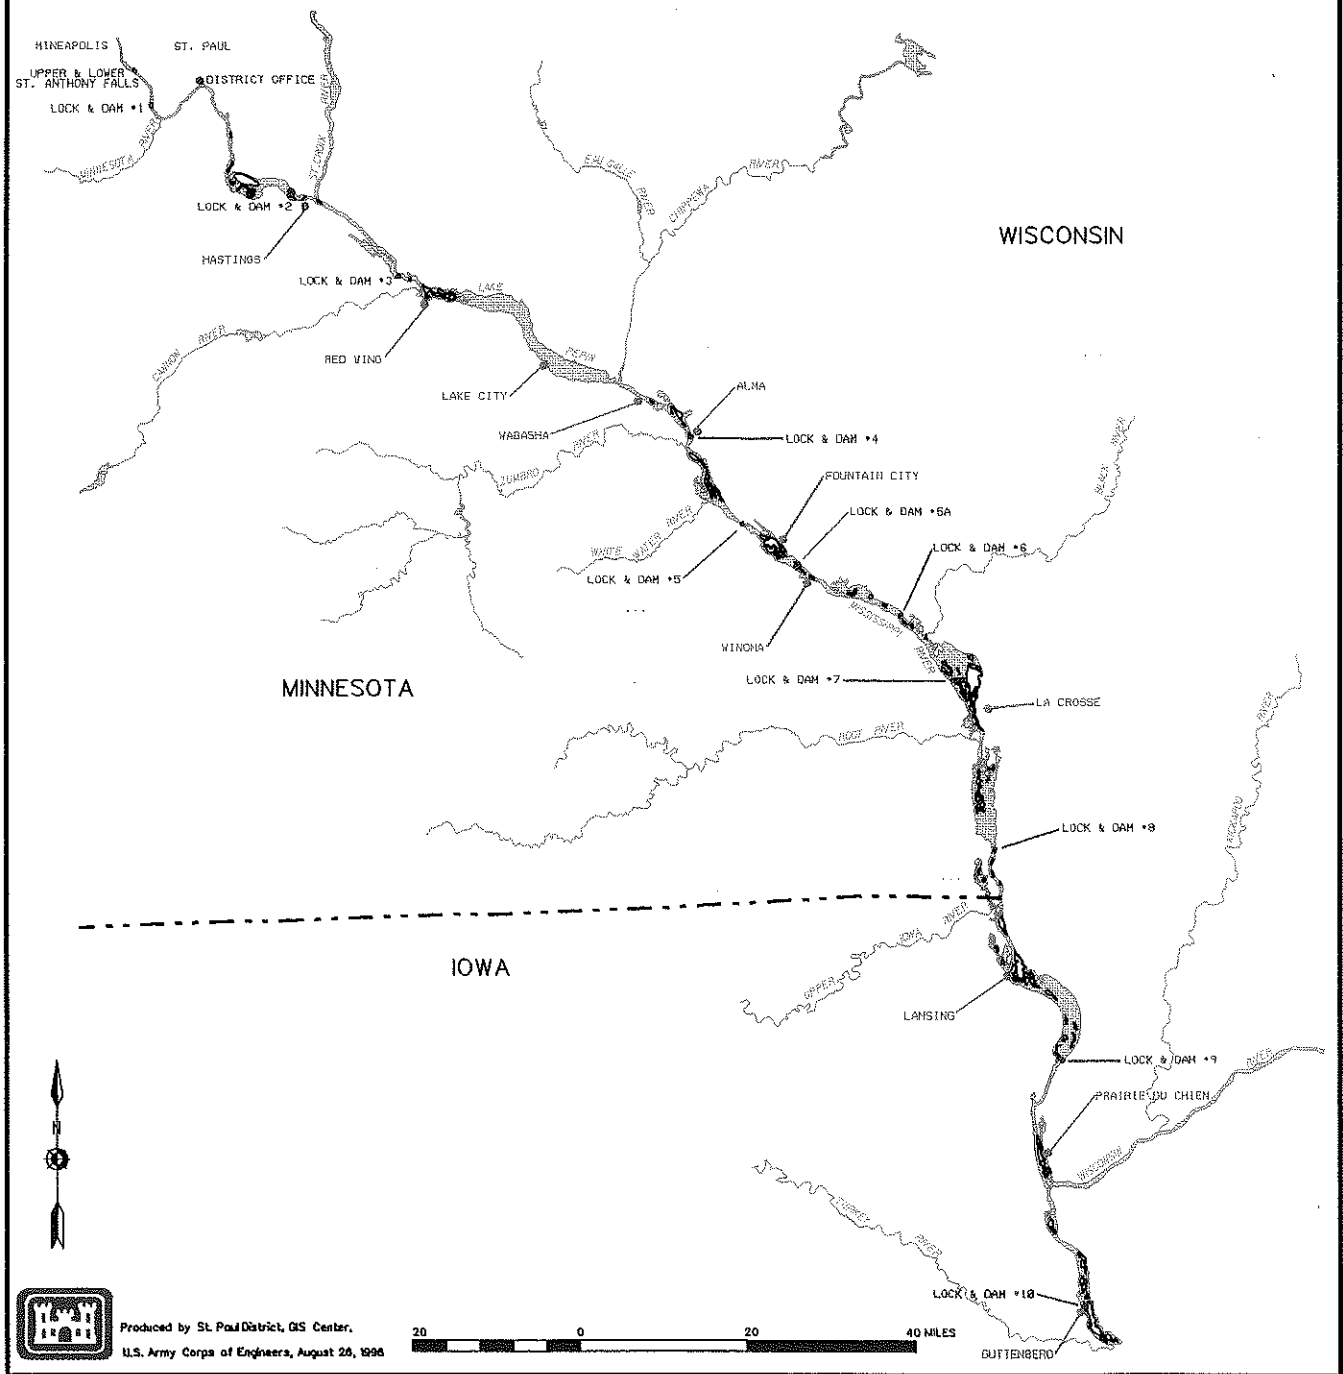 MINEAPOLIS
ST. PAUL
UPPER & LOWER
ST. ANTHONY FALLS
DISTRICT OFFICE
LOCK & DAM #1
MINNESOTA RIVER
ST. CROIX RIVER
EAU GALLE RIVER
CHIPPEWA RIVER
LOCK & DAM #2
HASTINGS
WISCONSIN
LOCK & DAM #3
LAKE PEPIN
CANNON RIVER
RED WING
LAKE CITY
ALMA
WABASHA
LOCK & DAM #4
ZUMBRO RIVER
BLACK RIVER
FOUNTAIN CITY
LOCK & DAM #5A
WHITE WATER RIVER
LOCK & DAM #6
LOCK & DAM #5
MISSISSIPPI RIVER
WINONA
MINNESOTA
LOCK & DAM #7
LA CROSSE
ROOT RIVER
LOCK & DAM #8
KICKAPOO RIVER
UPPER IOWA RIVER
IOWA
LANSING
LOCK & DAM #9
PRAIRIE DU CHIEN
WISCONSIN RIVER
N
TURKEY RIVER
LOCK & DAM #10
GUTTENBERG
Produced by St. Paul District, GIS Center,
U.S. Army Corps of Engineers, August 26, 1996
20 0 20 40 MILES